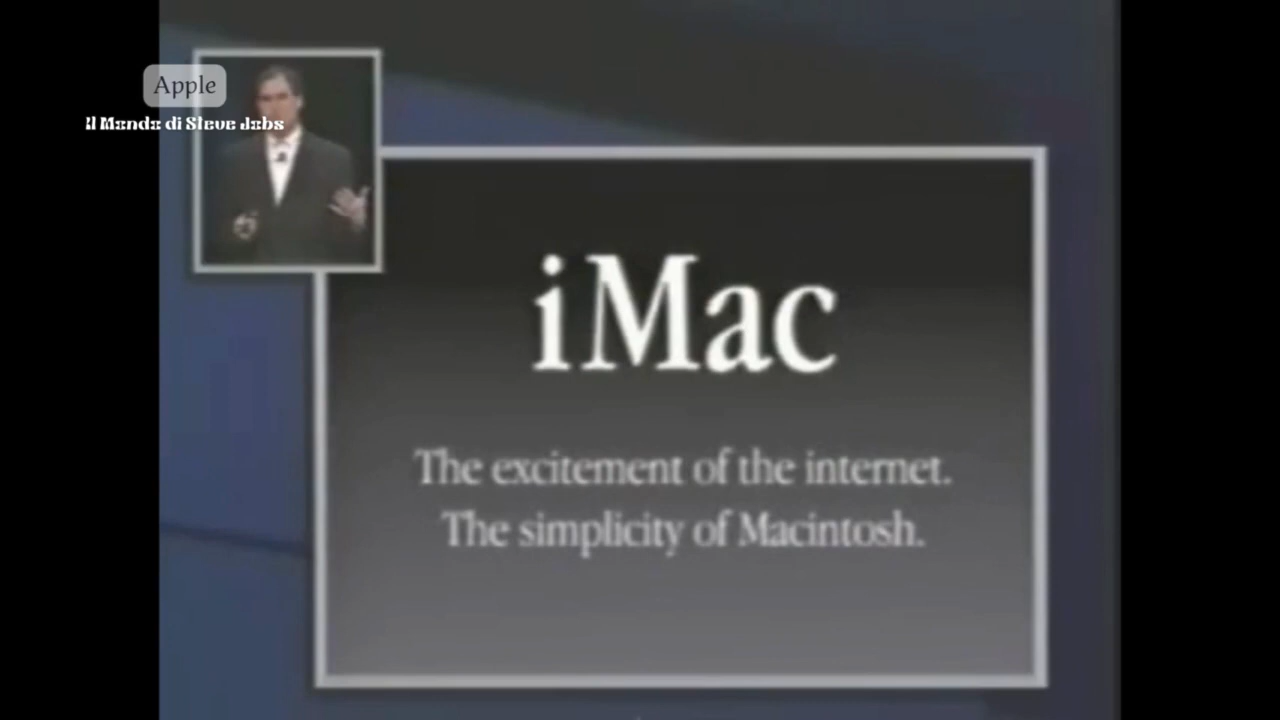 Apple
Il Mondo di Steve Jobs
iMac
The excitement of the internet.
The simplicity of Macintosh.